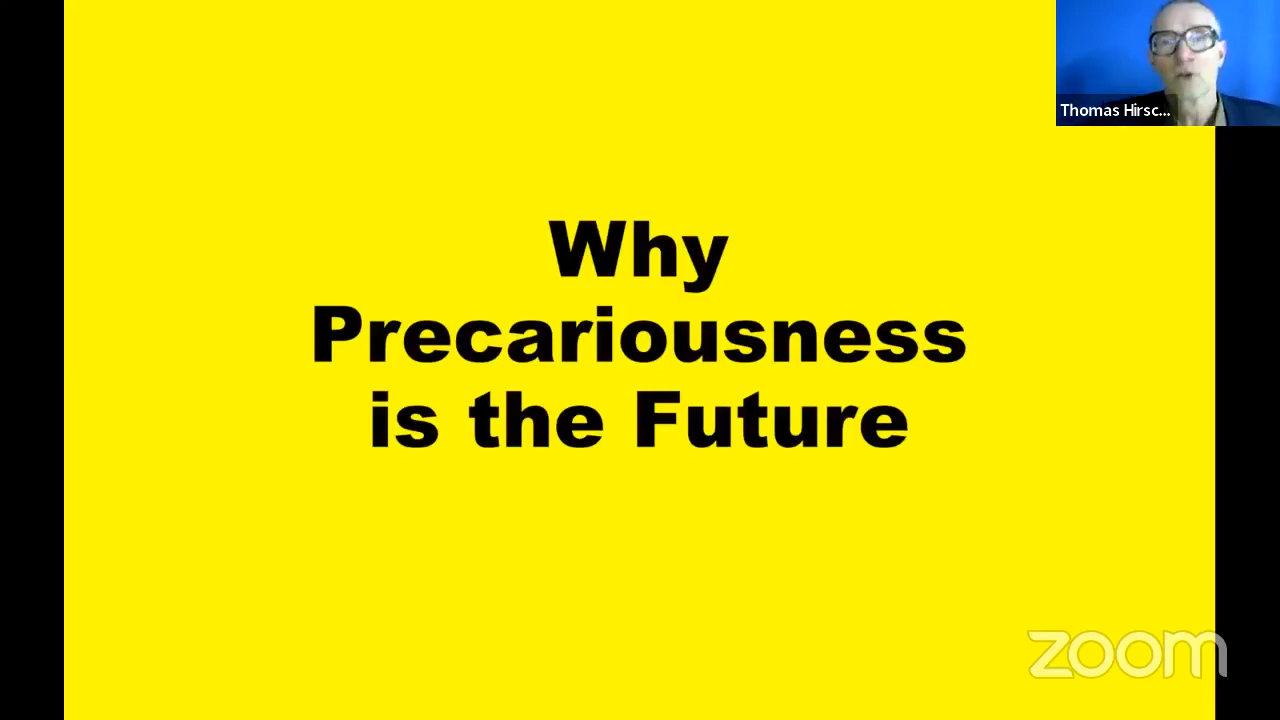 Thomas Hirsc...
Why
Precariousness
is the Future
zoom